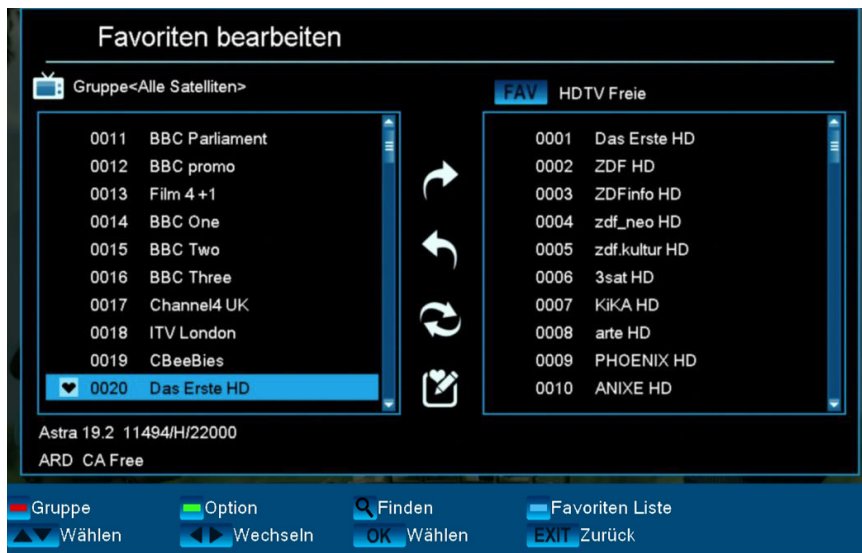 Favoriten bearbeiten
Gruppe<Alle Satelliten>
FAV HDTV Freie
0011 BBC Parliament
0012 BBC promo
0013 Film 4 +1
0014 BBC One
0015 BBC Two
0016 BBC Three
0017 Channel4 UK
0018 ITV London
0019 CBeeBies
0020 Das Erste HD
0001 Das Erste HD
0002 ZDF HD
0003 ZDFinfo HD
0004 zdf_neo HD
0005 zdf.kultur HD
0006 3sat HD
0007 KiKA HD
0008 arte HD
0009 PHOENIX HD
0010 ANIXE HD
Astra 19.2 11494/H/22000
ARD CA Free
Gruppe Option Finden Favoriten Liste
Wählen Wechseln OK Wählen EXIT Zurück